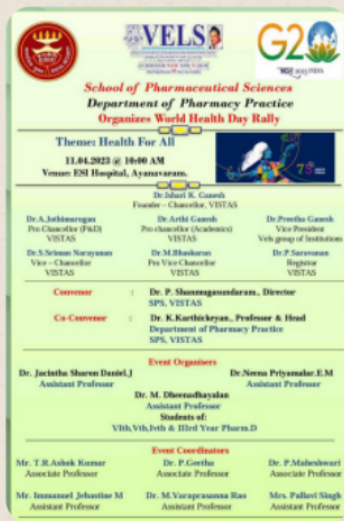 VELS
G20
School of Pharmaceutical Sciences
Department of Pharmacy Practice
Organizes World Health Day Rally
Theme: Health For All
11.04.2023 @ 10:00 AM
Venue: ESI Hospital, Ayanavaram.
75
Dr.Ishari K. Ganesh
Founder – Chancellor, VISTAS
Dr.A.Jothimurugan
Pro Chancellor (P&D)
VISTAS
Dr.Arthi Ganesh
Pro chancellor (Academics)
VISTAS
Dr.Preetha Ganesh
Vice President
Vels group of Institutions
Dr.S.Sriman Narayanan
Vice – Chancellor
VISTAS
Dr.M.Bhaskaran
Pro Vice Chancellor
VISTAS
Dr.P.Saravanan
Registrar
VISTAS
Convenor : Dr. P. Shanmugasundaram., Director
SPS, VISTAS
Co-Convenor : Dr. K.Karthickeyan., Professor & Head
Department of Pharmacy Practice
SPS, VISTAS
Event Organisers
Dr. Jacintha Sharon Daniel.J
Assistant Professor
Dr.Neena Priyamalar.E.M
Assistant Professor
Dr. M. Dheenadhayalan
Assistant Professor
Students of:
VIth,Vth,Ivth & IIIrd Year Pharm.D
Event Coordinators
Mr. T.R.Ashok Kumar
Associate Professor
Dr. P.Geetha
Associate Professor
Dr. P.Maheshwari
Associate Professor
Mr. Immanuel Jebastine M
Assistant Professor
Dr. M.Varaprasanna Rao
Assistant Professor
Mrs. Pallavi Singh
Assistant Professor